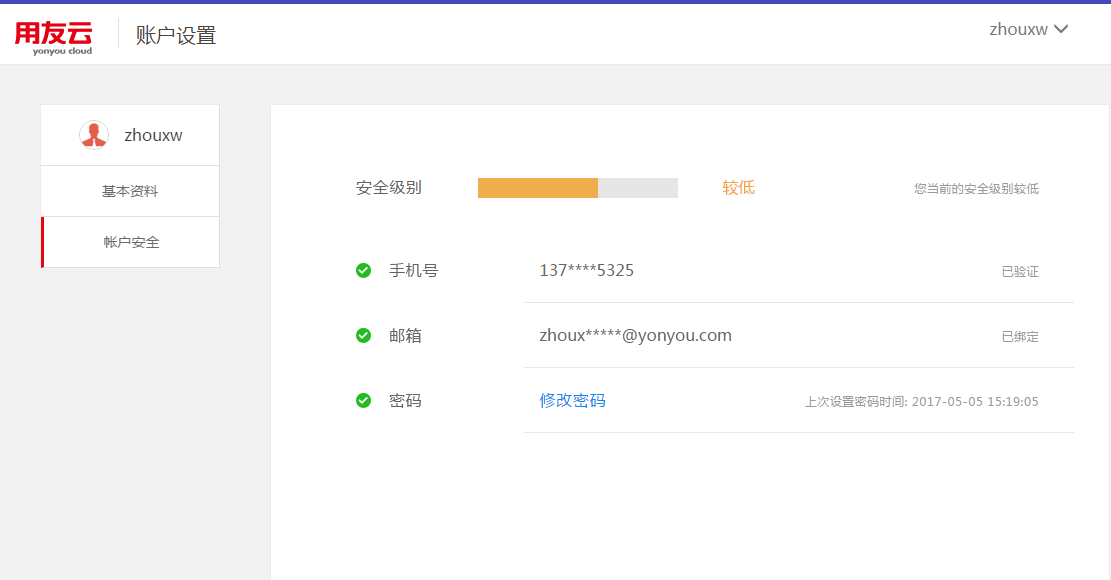 用友云
yonyou cloud
账户设置
zhouxw
zhouxw
基本资料
帐户安全
安全级别
较低
您当前的安全级别较低
手机号
137****5325
已验证
邮箱
zhoux*****@yonyou.com
已绑定
密码
修改密码
上次设置密码时间: 2017-05-05 15:19:05